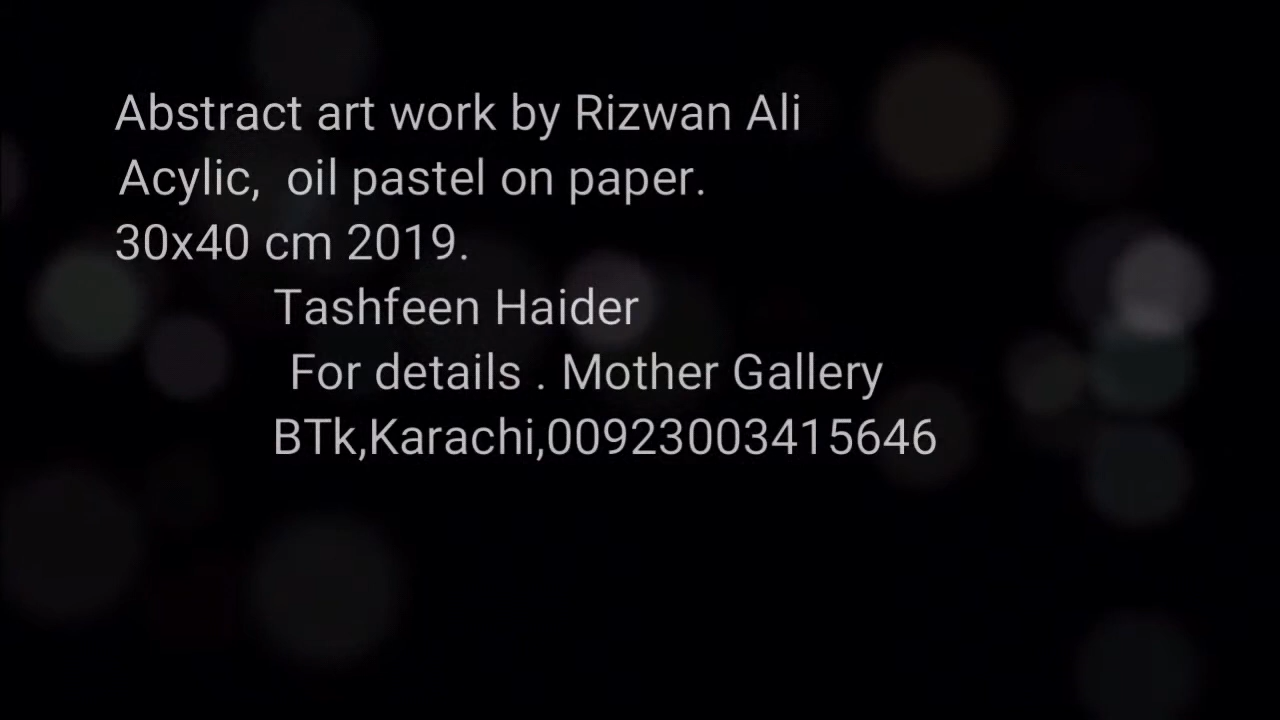 Abstract art work by Rizwan Ali
Acylic, oil pastel on paper.
30x40 cm 2019.
Tashfeen Haider
For details . Mother Gallery
BTk,Karachi,00923003415646